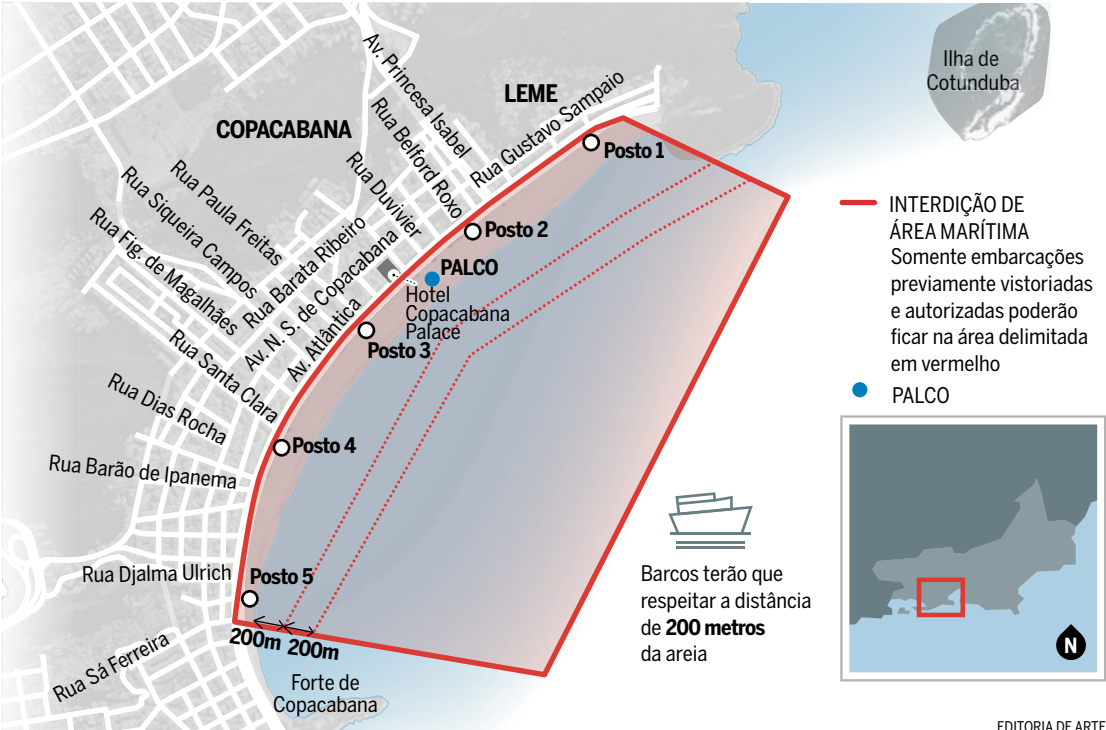 Ilha de
Cotunduba
LEME
COPACABANA
Av. Princesa Isabel
Rua Gustavo Sampaio
Rua Belford Roxo
Rua Duvivier
Rua Paula Freitas
Rua Siqueira Campos
Rua Fig. de Magalhães
Rua Barata Ribeiro
Av. N. S. de Copacabana
Av. Atlântica
Rua Santa Clara
Rua Dias Rocha
Rua Barão de Ipanema
Rua Djalma Ulrich
Rua Sá Ferreira
Posto 1
Posto 2
PALCO
Hotel
Copacabana
Palace
Posto 3
Posto 4
Posto 5
200m 200m
Forte de
Copacabana
INTERDIÇÃO DE
ÁREA MARÍTIMA
Somente embarcações
previamente vistoriadas
e autorizadas poderão
ficar na área delimitada
em vermelho
PALCO
Barcos terão que
respeitar a distância
de 200 metros
da areia
N
EDITORIA DE ARTE